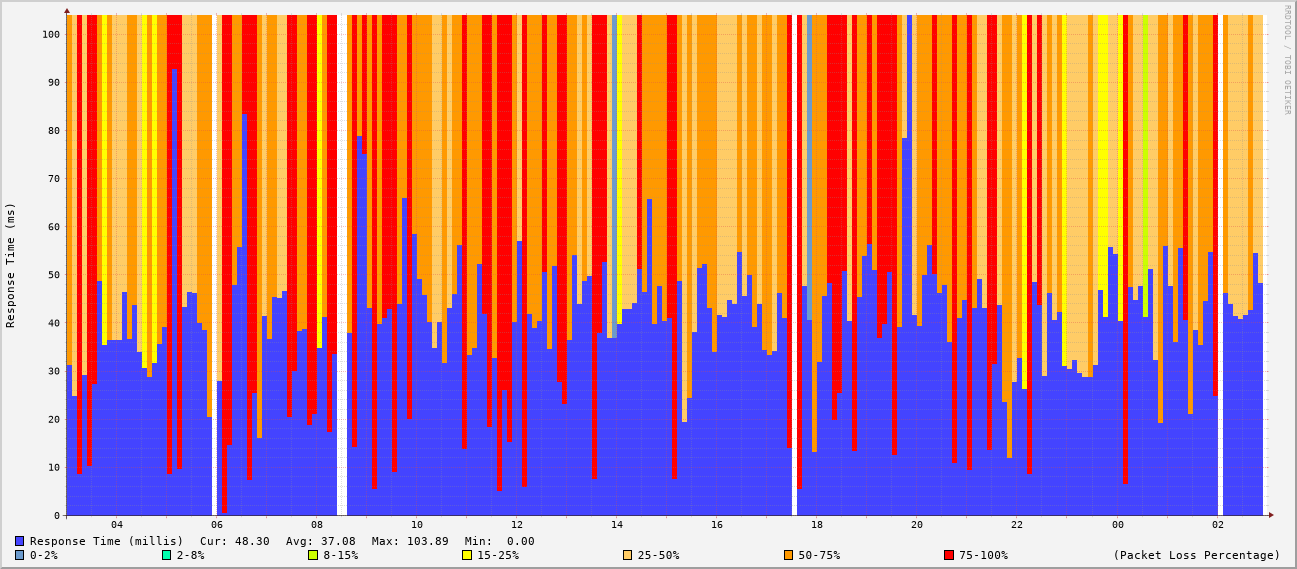 RRDTOOL / TOBI OETIKER
Response Time (ms)
100
90
80
70
60
50
40
30
20
10
0
04 06 08 10 12 14 16 18 20 22 00 02
Response Time (millis) Cur: 48.30 Avg: 37.08 Max: 103.89 Min: 0.00
0-2% 2-8% 8-15% 15-25% 25-50% 50-75% 75-100% (Packet Loss Percentage)